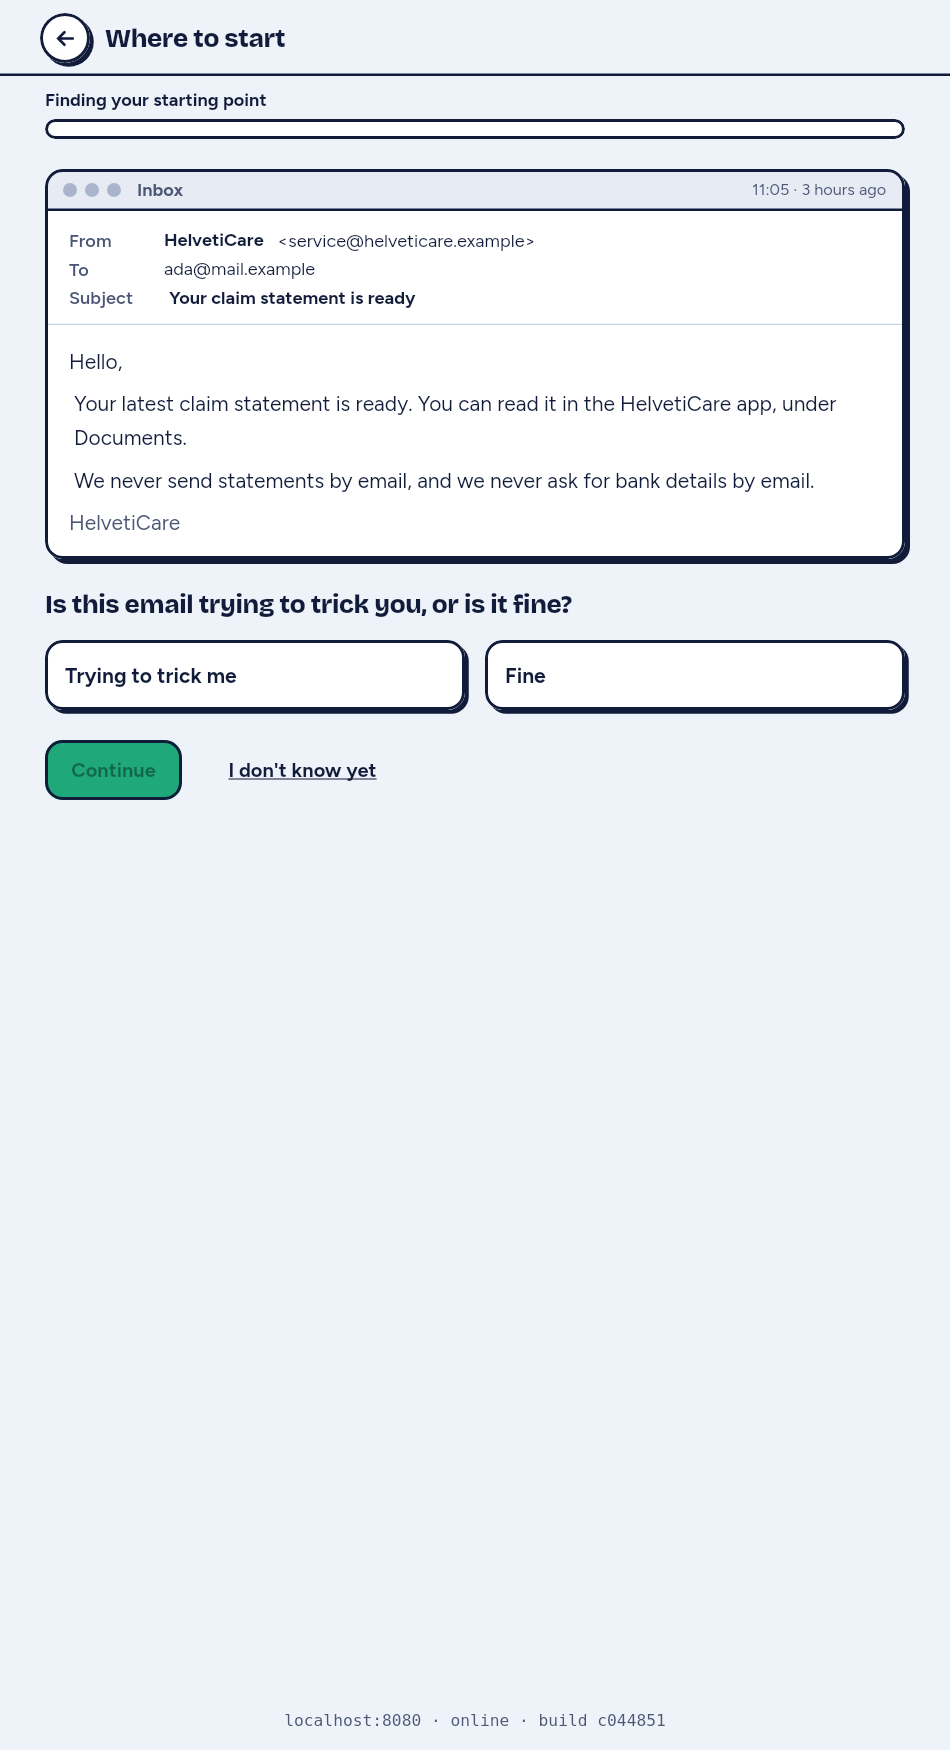 Where to start
Finding your starting point
Inbox 11:05 · 3 hours ago
From HelvetiCare <service@helveticare.example>
To ada@mail.example
Subject Your claim statement is ready
Hello,
Your latest claim statement is ready. You can read it in the HelvetiCare app, under
Documents.
We never send statements by email, and we never ask for bank details by email.
HelvetiCare
Is this email trying to trick you, or is it fine?
Trying to trick me Fine
Continue I don't know yet
localhost:8080 · online · build c044851